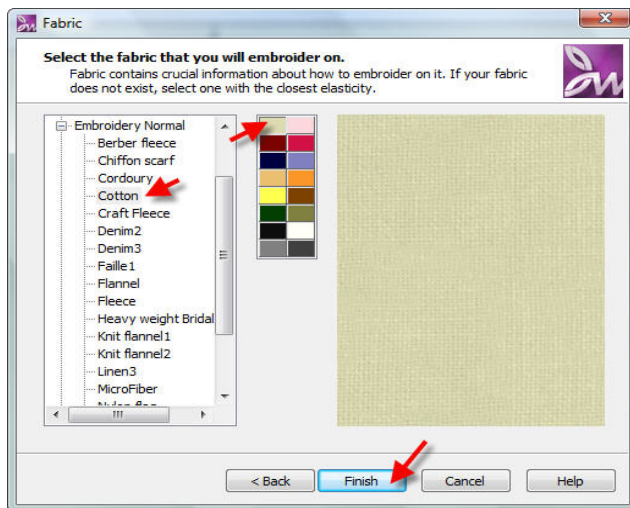 Fabric
Select the fabric that you will embroider on.
Fabric contains crucial information about how to embroider on it. If your fabric
does not exist, select one with the closest elasticity.
Embroidery Normal
Berber fleece
Chiffon scarf
Cordoury
Cotton
Craft Fleece
Denim2
Denim3
Faille1
Flannel
Fleece
Heavy weight Bridal
Knit flannel1
Knit flannel2
Linen3
MicroFiber
< Back
Finish
Cancel
Help